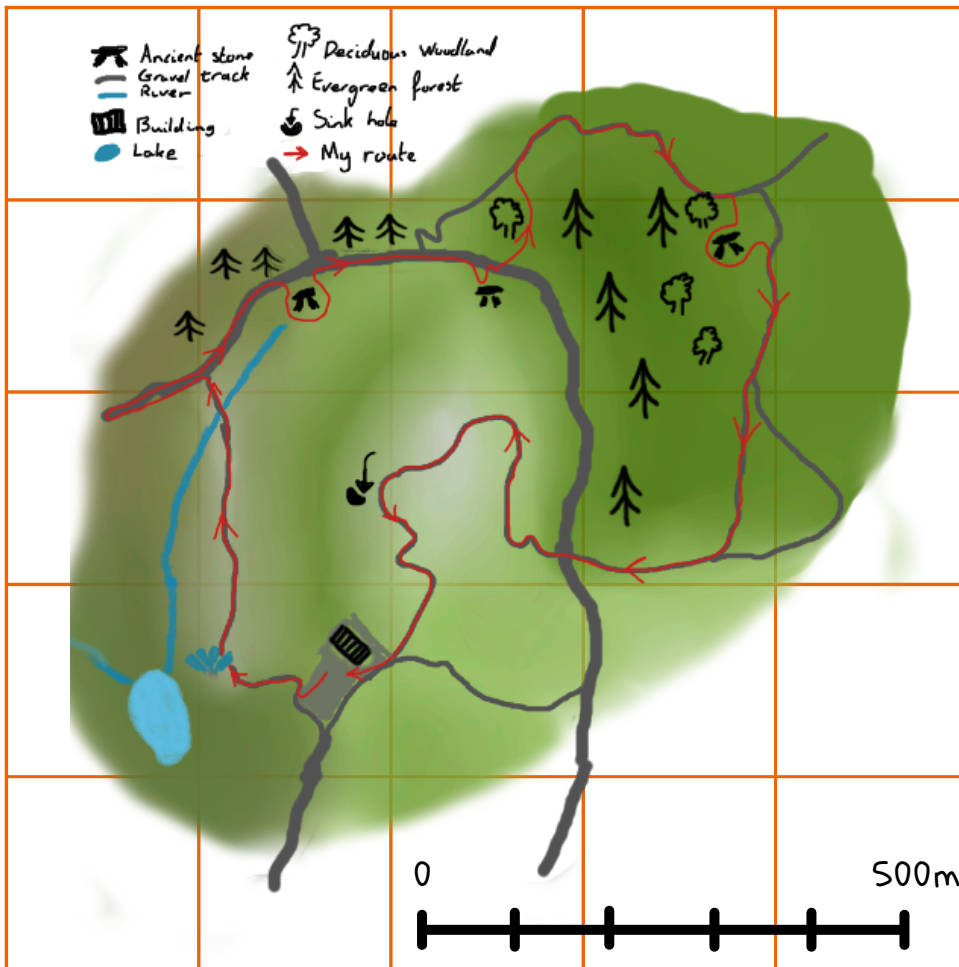 Ancient stone
Gravel track
River
Building
Lake
Deciduous Woodland
Evergreen forest
Sink hole
My route
0
500m